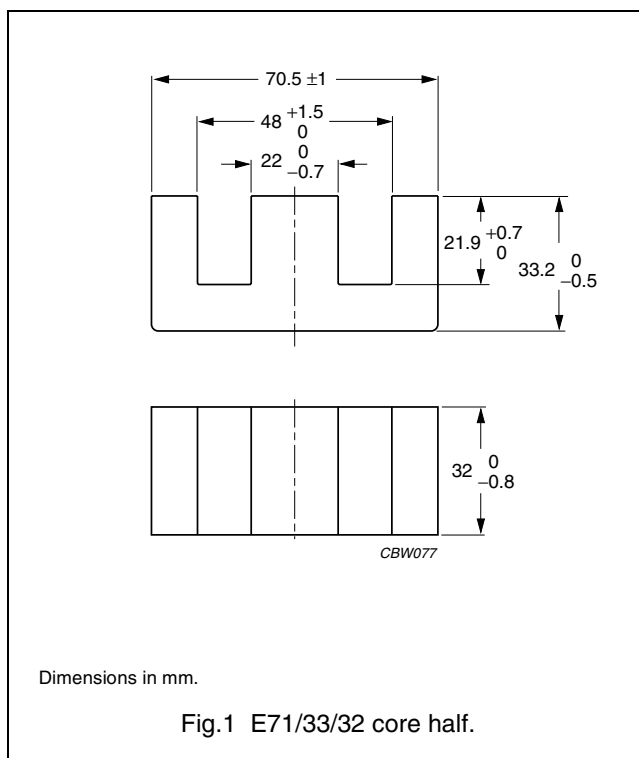 70.5 ±1
48 +1.5 0
22 0 −0.7
21.9 +0.7 0
33.2 0 −0.5
32 0 −0.8
CBW077
Dimensions in mm.
Fig.1 E71/33/32 core half.